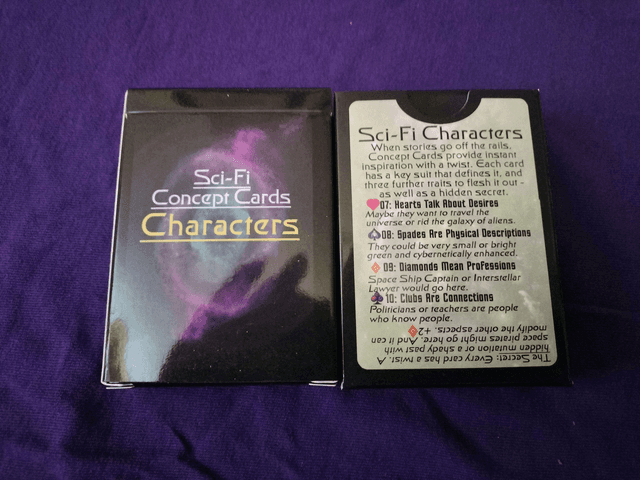 Sci-Fi
Concept Cards
Characters
Sci-Fi Characters
When stories go off the rails,
Concept Cards provide instant
inspiration with a twist. Each card
has a key suit that defines it, and
three further traits to flesh it out -
as well as a hidden secret.
♥07: Hearts Talk About Desires
Maybe they want to travel the
universe or rid the galaxy of aliens.
♠08: Spades Are Physical Descriptions
They could be very small or bright
green and cybernetically enhanced.
♦09: Diamonds Mean Professions
Space Ship Captain or Interstellar
Lawyer would go here.
♣10: Clubs Are Connections
Politicians or teachers are people
who know people.
The Secret: Every card has a twist. A
hidden mutation or a shady past with
space pirates might go here. And it can
modify the other aspects. +2♦